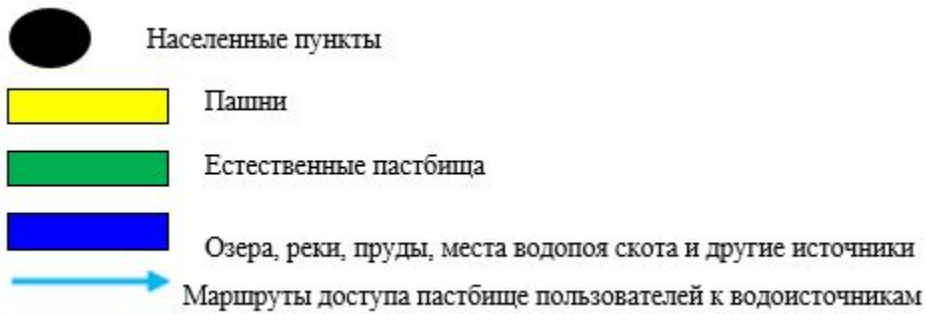 Населенные пункты
Пашни
Естественные пастбища
Озера, реки, пруды, места водопоя скота и другие источники
Маршруты доступа пастбище пользователей к водоисточникам